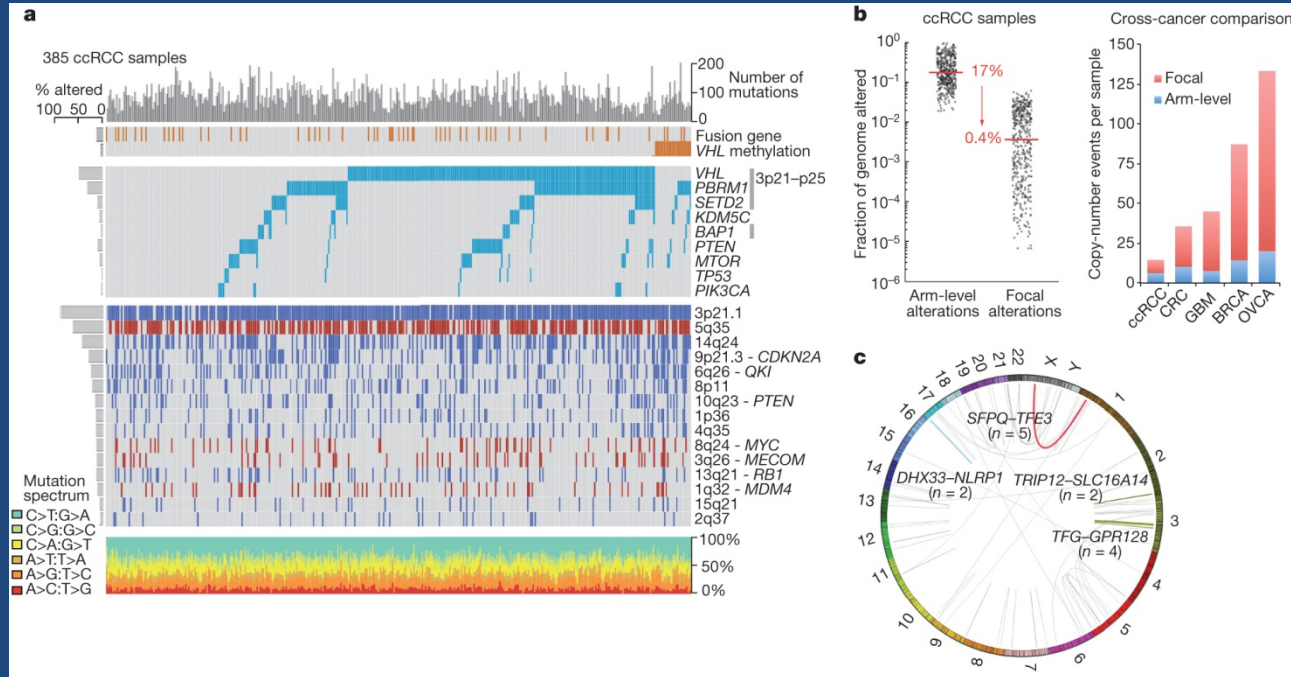 a
385 ccRCC samples
% altered
100 50 0
200
100
0
Number of
mutations
Fusion gene
VHL methylation
VHL
PBRM1
SETD2
KDM5C
BAP1
PTEN
MTOR
TP53
PIK3CA
3p21–p25
3p21.1
5q35
14q24
9p21.3 - CDKN2A
6q26 - QKI
8p11
10q23 - PTEN
1p36
4q35
8q24 - MYC
3q26 - MECOM
13q21 - RB1
1q32 - MDM4
15q21
2q37
Mutation
spectrum
C>T:G>A
C>G:G>C
C>A:G>T
A>T:T>A
A>G:T>C
A>C:T>G
100%
50%
0%
b
ccRCC samples
Fraction of genome altered
10⁰
10⁻¹
10⁻²
10⁻³
10⁻⁴
10⁻⁵
10⁻⁶
17%
0.4%
Arm-level
alterations
Focal
alterations
Cross-cancer comparison
Copy-number events per sample
150
125
100
75
50
25
0
Focal
Arm-level
ccRCC
CRC
GBM
BRCA
OVCA
c
X
Y
1
2
3
4
5
6
7
8
9
10
11
12
13
14
15
16
17
18
19
20
21
22
SFPQ–TFE3
(n = 5)
DHX33–NLRP1
(n = 2)
TRIP12–SLC16A14
(n = 2)
TFG–GPR128
(n = 4)